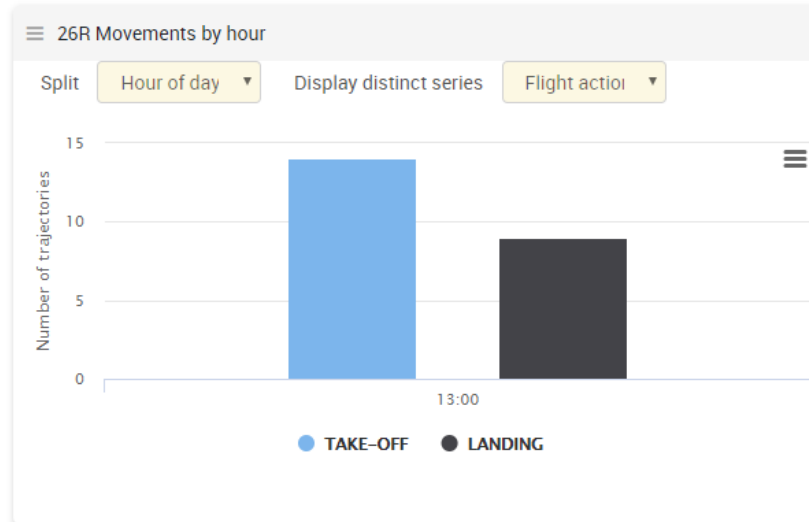 26R Movements by hour
Split Hour of day Display distinct series Flight action
Number of trajectories
15
10
5
0
13:00
TAKE-OFF LANDING